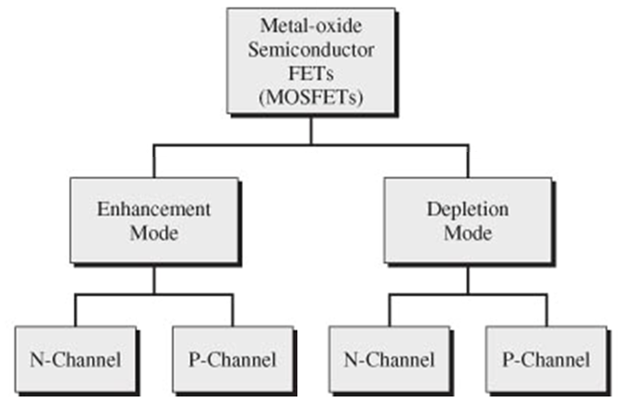 Metal-oxide
Semiconductor
FETs
(MOSFETs)
Enhancement
Mode
Depletion
Mode
N-Channel
P-Channel
N-Channel
P-Channel